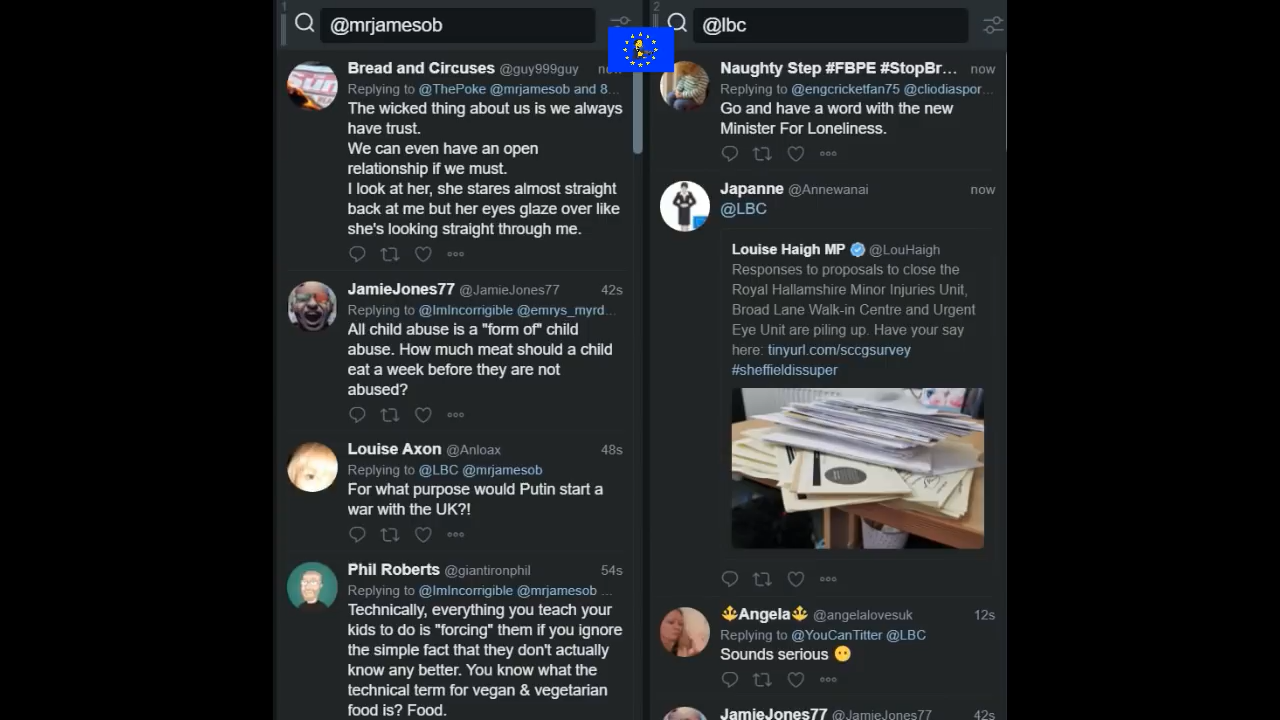 1
@mrjamesob
Bread and Circuses @guy999guy now
Replying to @ThePoke @mrjamesob and 8...
The wicked thing about us is we always
have trust.
We can even have an open
relationship if we must.
I look at her, she stares almost straight
back at me but her eyes glaze over like
she's looking straight through me.
JamieJones77 @JamieJones77 42s
Replying to @ImIncorrigible @emrys_myrd...
All child abuse is a "form of" child
abuse. How much meat should a child
eat a week before they are not
abused?
Louise Axon @Anloax 48s
Replying to @LBC @mrjamesob
For what purpose would Putin start a
war with the UK?!
Phil Roberts @giantironphil 54s
Replying to @ImIncorrigible @mrjamesob ...
Technically, everything you teach your
kids to do is "forcing" them if you ignore
the simple fact that they don't actually
know any better. You know what the
technical term for vegan & vegetarian
food is? Food.
2
@lbc
Naughty Step #FBPE #StopBr... now
Replying to @engcricketfan75 @cliodiaspor...
Go and have a word with the new
Minister For Loneliness.
Japanne @Annewanai now
@LBC
Louise Haigh MP @LouHaigh
Responses to proposals to close the
Royal Hallamshire Minor Injuries Unit,
Broad Lane Walk-in Centre and Urgent
Eye Unit are piling up. Have your say
here: tinyurl.com/sccgsurvey
#sheffieldissuper
Angela @angelalovesuk 12s
Replying to @YouCanTitter @LBC
Sounds serious 😶
JamieJones77 @JamieJones77 42s